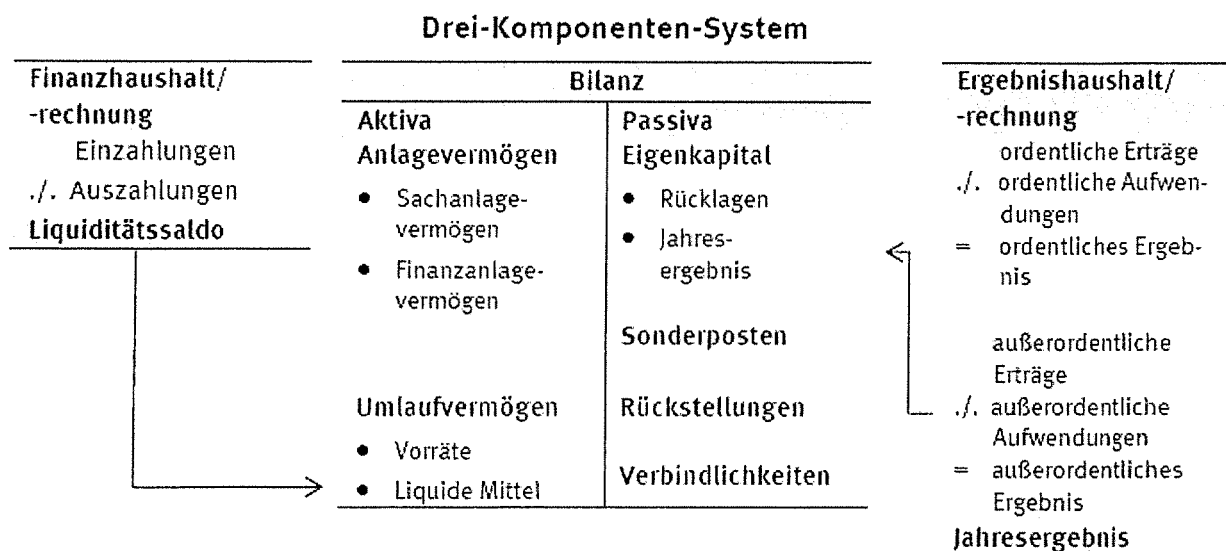 Drei-Komponenten-System
Finanzhaushalt/
-rechnung
Einzahlungen
./. Auszahlungen
Liquiditätssaldo
Bilanz
Aktiva
Anlagevermögen
• Sachanlage-
vermögen
• Finanzanlage-
vermögen
Umlaufvermögen
• Vorräte
• Liquide Mittel
Passiva
Eigenkapital
• Rücklagen
• Jahres-
ergebnis
Sonderposten
Rückstellungen
Verbindlichkeiten
Ergebnishaushalt/
-rechnung
ordentliche Erträge
./. ordentliche Aufwen-
dungen
= ordentliches Ergeb-
nis
außerordentliche
Erträge
./. außerordentliche
Aufwendungen
= außerordentliches
Ergebnis
Jahresergebnis